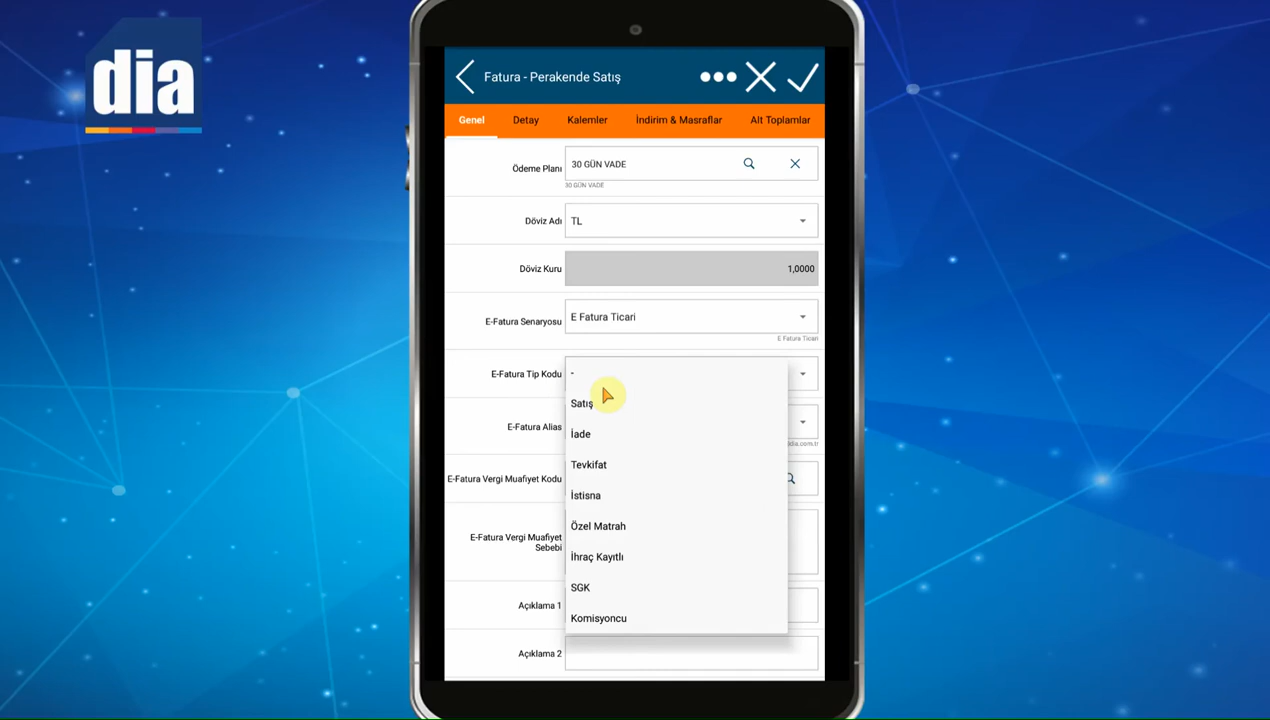 dia
Fatura - Perakende Satış
Genel Detay Kalemler İndirim & Masraflar Alt Toplamlar
Ödeme Planı 30 GÜN VADE
30 GÜN VADE
Döviz Adı TL
Döviz Kuru 1,0000
E-Fatura Senaryosu E Fatura Ticari
E Fatura Ticari
E-Fatura Tip Kodu -
Satış
E-Fatura Alias
İade
dia.com.tr
Tevkifat
E-Fatura Vergi Muafiyet Kodu
İstisna
Özel Matrah
E-Fatura Vergi Muafiyet
Sebebi
İhraç Kayıtlı
SGK
Açıklama 1
Komisyoncu
Açıklama 2